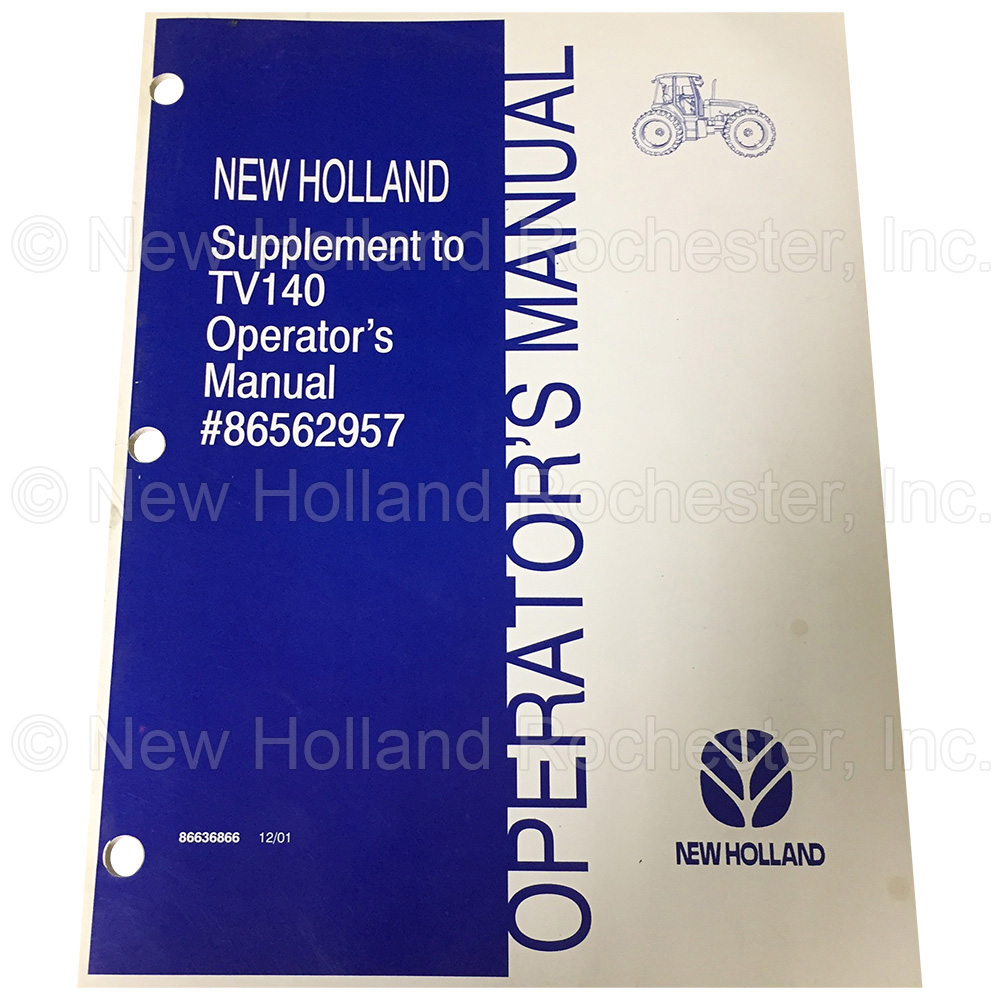 NEW HOLLAND
Supplement to
TV140
Operator's
Manual
#86562957
86636866 12/01
OPERATOR'S MANUAL
NEW HOLLAND
© New Holland Rochester, Inc.
© New Holland Rochester, Inc.
© New Holland Rochester, Inc.